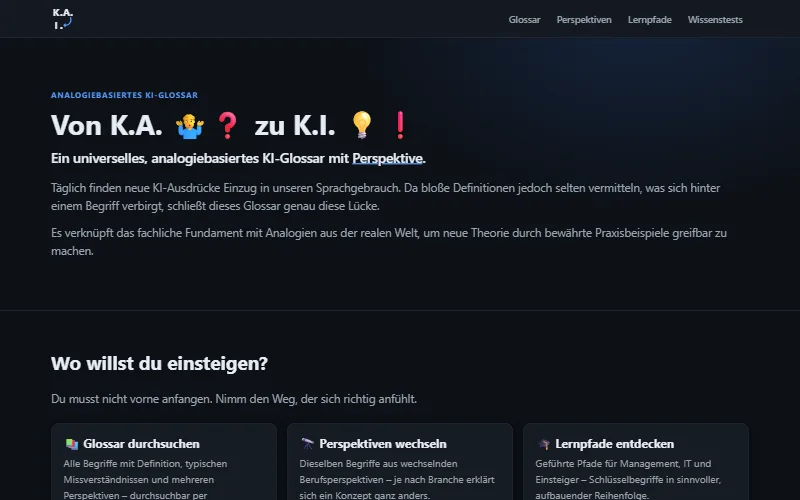 K.A.
I.
Glossar Perspektiven Lernpfade Wissenstests
ANALOGIEBASIERTES KI-GLOSSAR
Von K.A. 🤷‍♂️ ❓ zu K.I. 💡 ❗
Ein universelles, analogiebasiertes KI-Glossar mit Perspektive.
Täglich finden neue KI-Ausdrücke Einzug in unseren Sprachgebrauch. Da bloße Definitionen jedoch selten vermitteln, was sich hinter
einem Begriff verbirgt, schließt dieses Glossar genau diese Lücke.
Es verknüpft das fachliche Fundament mit Analogien aus der realen Welt, um neue Theorie durch bewährte Praxisbeispiele greifbar zu
machen.
Wo willst du einsteigen?
Du musst nicht vorne anfangen. Nimm den Weg, der sich richtig anfühlt.
Glossar durchsuchen
Alle Begriffe mit Definition, typischen
Missverständnissen und mehreren
Perspektiven – durchsuchbar per
Perspektiven wechseln
Dieselben Begriffe aus wechselnden
Berufsperspektiven – je nach Branche erklärt
sich ein Konzept ganz anders.
Lernpfade entdecken
Geführte Pfade für Management, IT und
Einsteiger – Schlüsselbegriffe in sinnvoller,
aufbauender Reihenfolge.